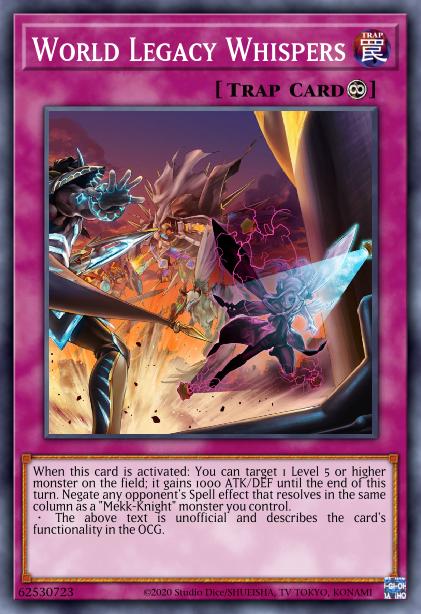 WORLD LEGACY WHISPERS
TRAP
罠
[TRAP CARD]
When this card is activated: You can target 1 Level 5 or higher
monster on the field; it gains 1000 ATK/DEF until the end of this
turn. Negate any opponent's Spell effect that resolves in the same
column as a "Mekk-Knight" monster you control.
· The above text is unofficial and describes the card's
functionality in the OCG.
62530723
©2020 Studio Dice/SHUEISHA, TV TOKYO, KONAMI